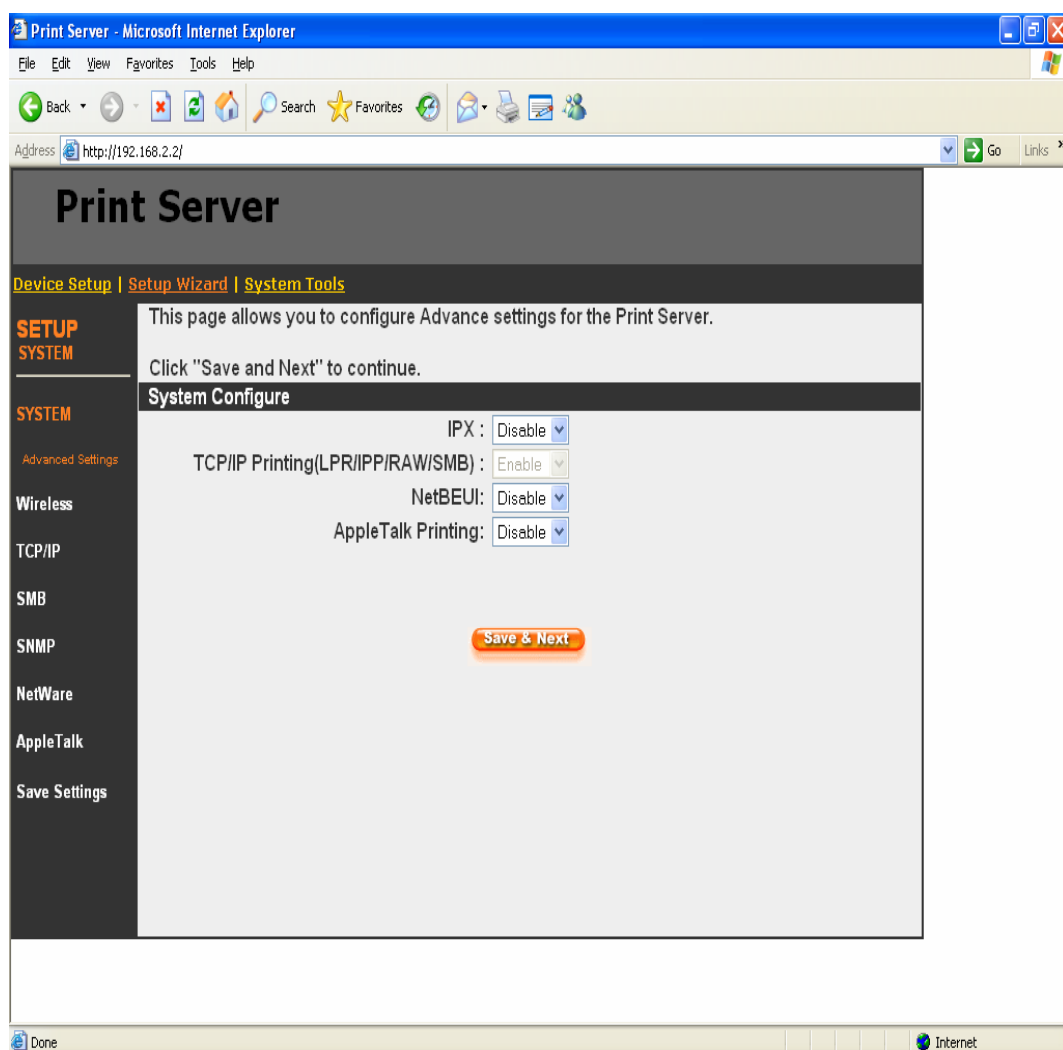 Print Server - Microsoft Internet Explorer
File Edit View Favorites Tools Help
Back Search Favorites
Address http://192.168.2.2/ Go Links »
Print Server
Device Setup | Setup Wizard | System Tools
SETUP
SYSTEM
SYSTEM
Advanced Settings
Wireless
TCP/IP
SMB
SNMP
NetWare
AppleTalk
Save Settings
This page allows you to configure Advance settings for the Print Server.
Click "Save and Next" to continue.
System Configure
IPX : Disable
TCP/IP Printing(LPR/IPP/RAW/SMB) : Enable
NetBEUI: Disable
AppleTalk Printing: Disable
Save & Next
Done Internet